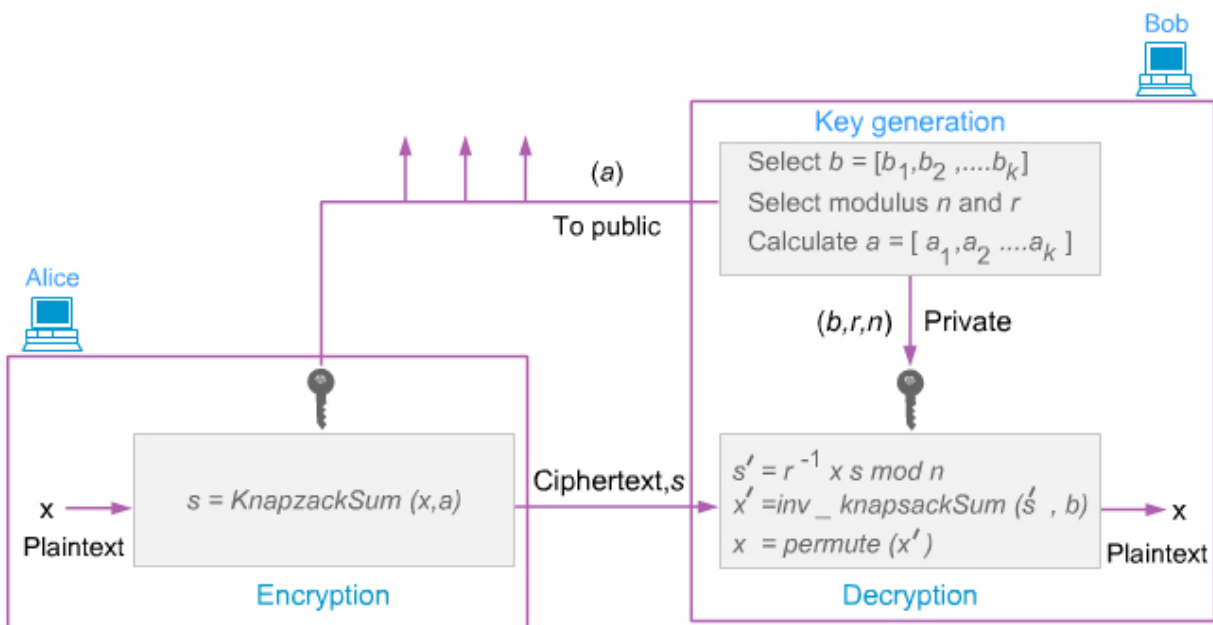 Bob
Key generation
Select b = [b₁,b₂ ,....bₖ]
Select modulus n and r
Calculate a = [ a₁,a₂ ....aₖ ]
(a)
To public
Alice
(b,r,n) Private
x
Plaintext
s = KnapzackSum (x,a)
Encryption
Ciphertext,s
s′ = r ⁻¹ x s mod n
x′ =inv _ knapsackSum (s′ , b)
x = permute (x′ )
Decryption
x
Plaintext